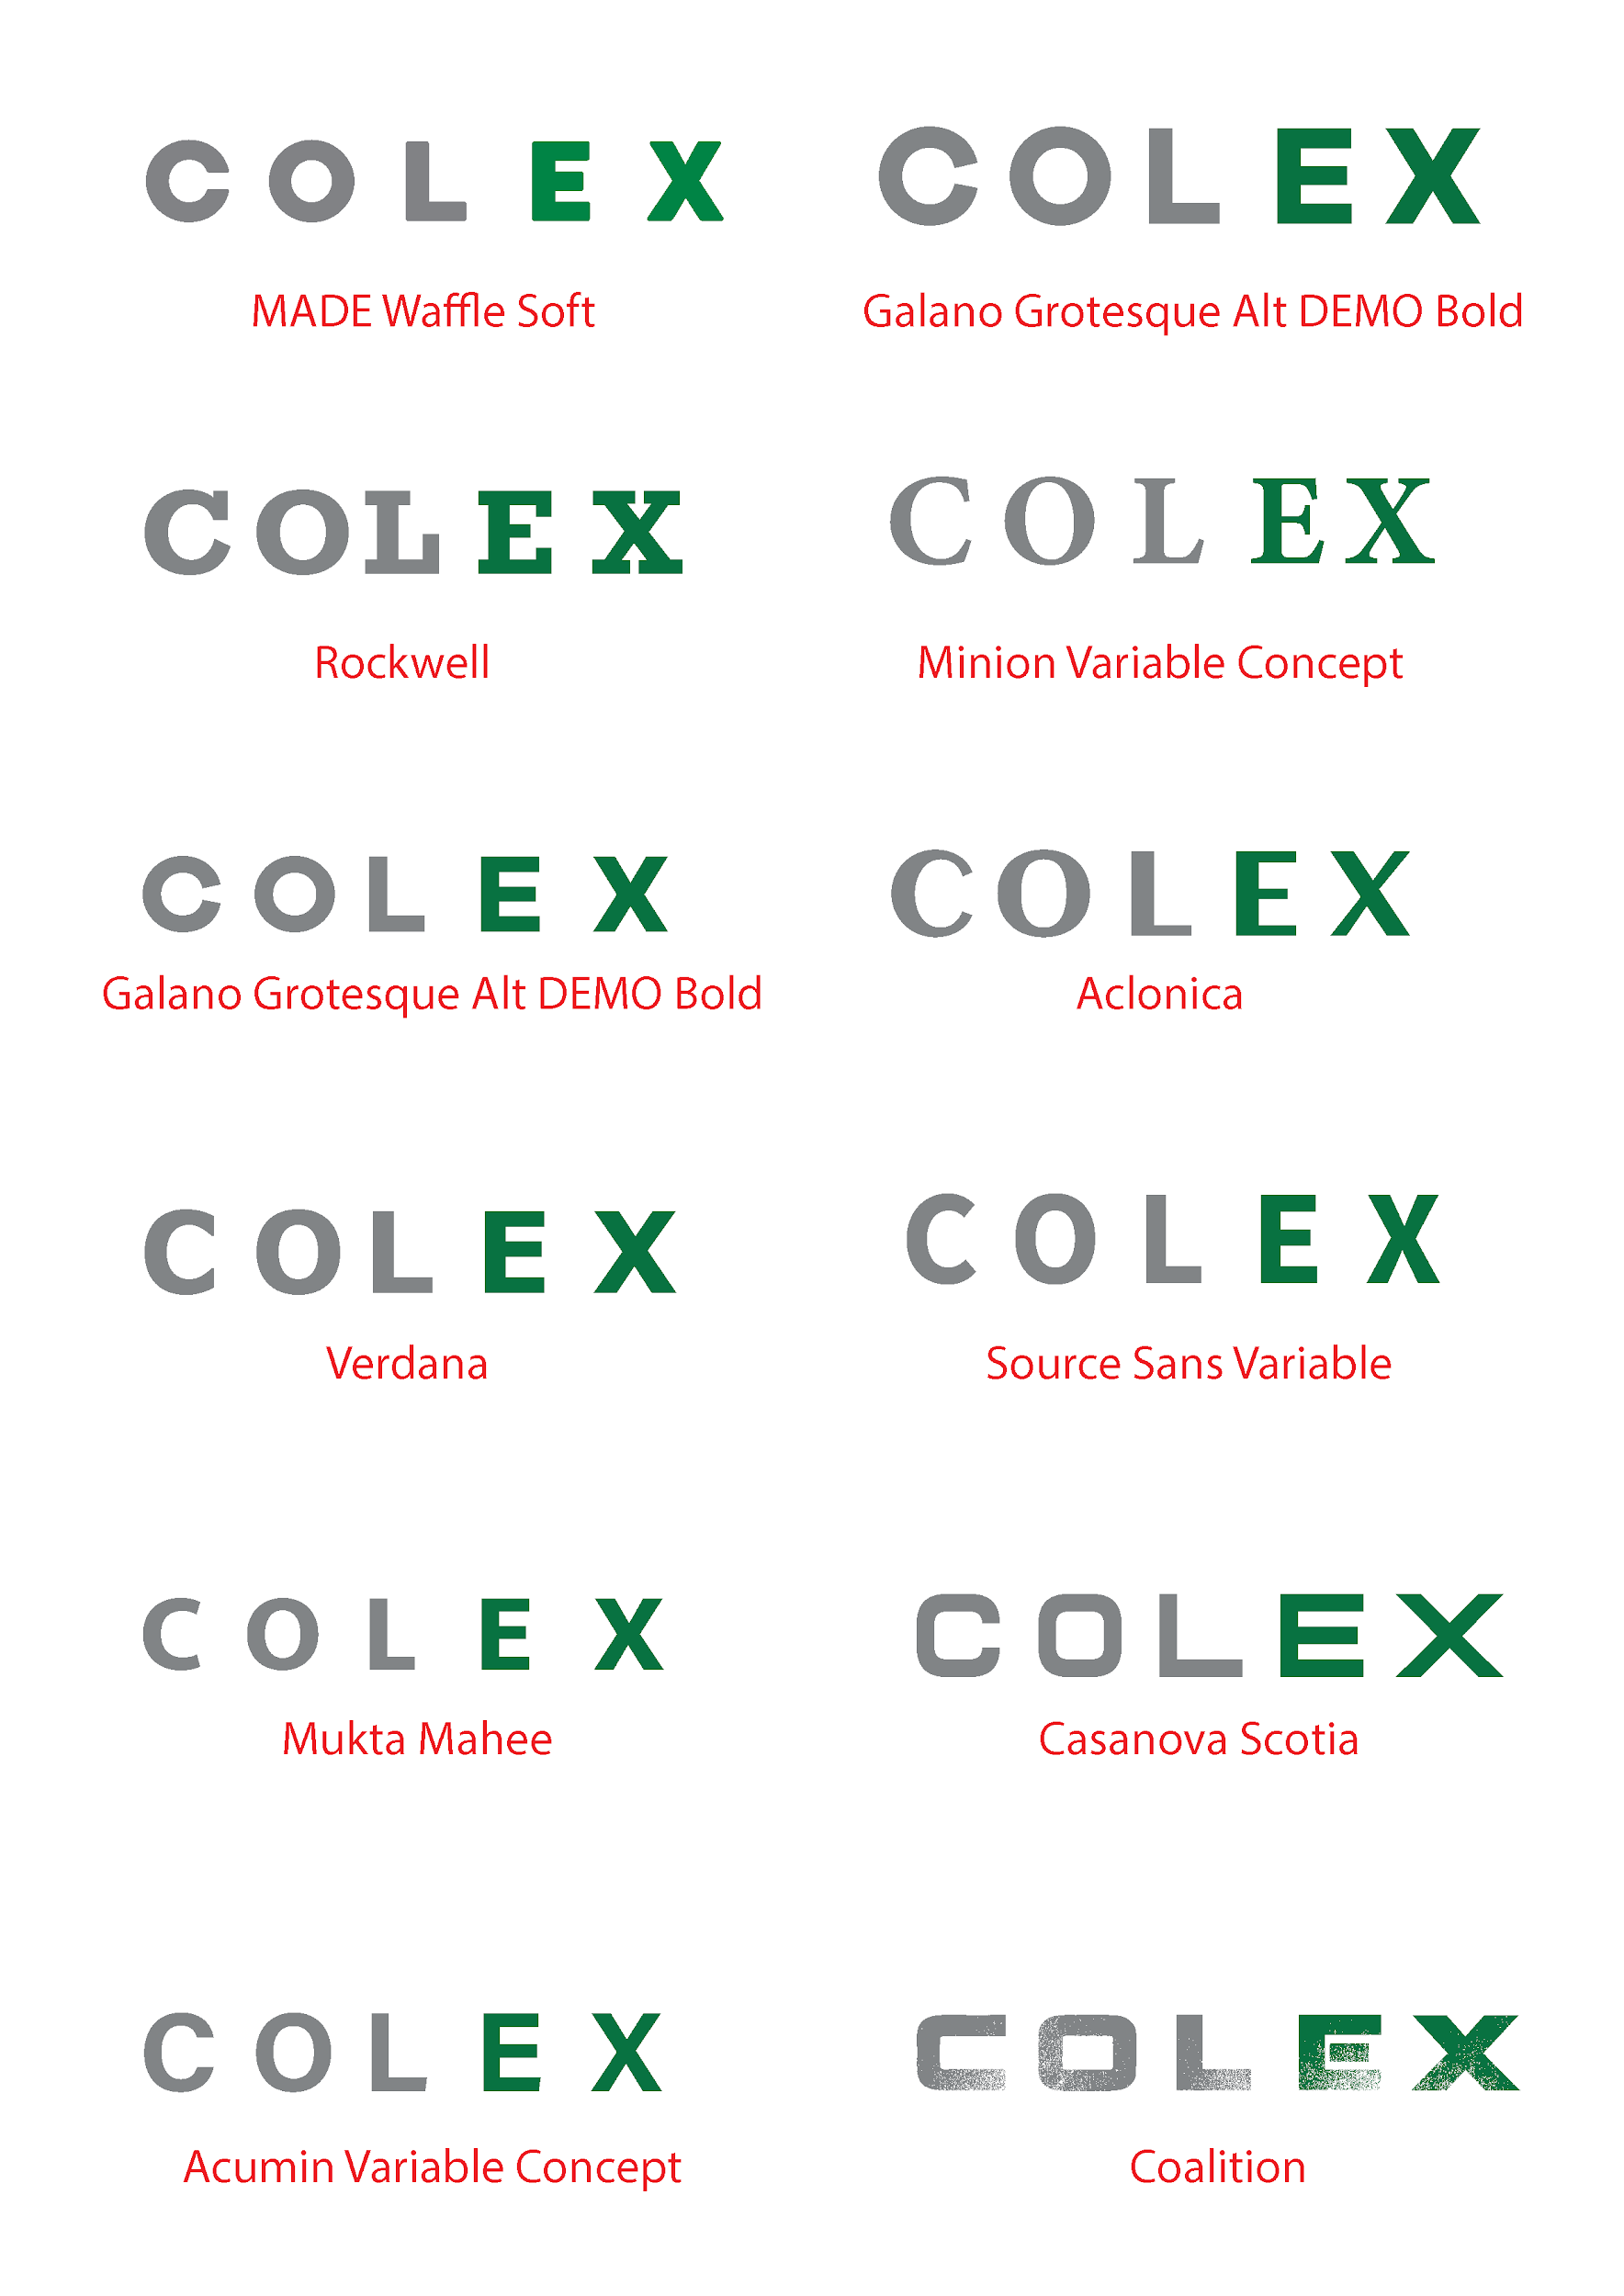 COLEX COLEX
MADE Waffle Soft Galano Grotesque Alt DEMO Bold
COLEX COLEX
Rockwell Minion Variable Concept
COLEX COLEX
Galano Grotesque Alt DEMO Bold Aclonica
COLEX COLEX
Verdana Source Sans Variable
COLEX COLEX
Mukta Mahee Casanova Scotia
COLEX COLEX
Acumin Variable Concept Coalition